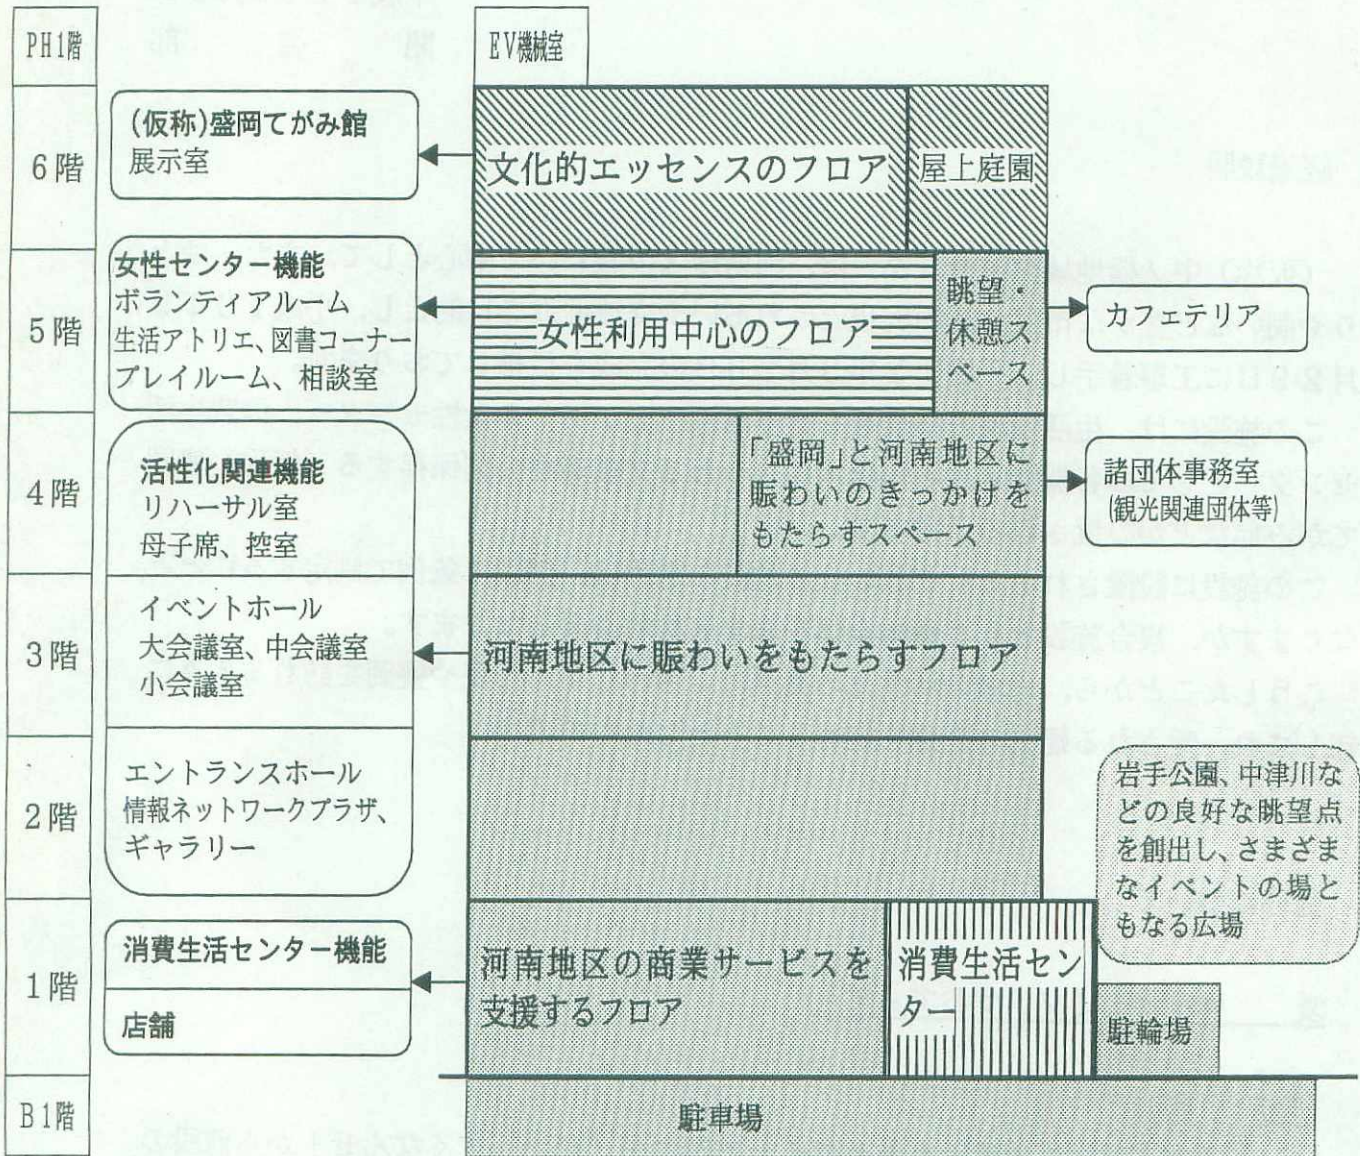 PH1階
EV機械室
6階
(仮称)盛岡てがみ館
展示室
文化的エッセンスのフロア
屋上庭園
5階
女性センター機能
ボランティアルーム
生活アトリエ、図書コーナー
プレイルーム、相談室
女性利用中心のフロア
眺望・
休憩ス
ペース
カフェテリア
4階
活性化関連機能
リハーサル室
母子席、控室
「盛岡」と河南地区に
賑わいのきっかけを
もたらすスペース
諸団体事務室
(観光関連団体等)
3階
イベントホール
大会議室、中会議室
小会議室
河南地区に賑わいをもたらすフロア
2階
エントランスホール
情報ネットワークプラザ、
ギャラリー
岩手公園、中津川な
どの良好な眺望点
を創出し、さまざま
なイベントの場と
もなる広場
1階
消費生活センター機能
店舗
河南地区の商業サービスを
支援するフロア
消費生活セン
ター
駐輪場
B1階
駐車場